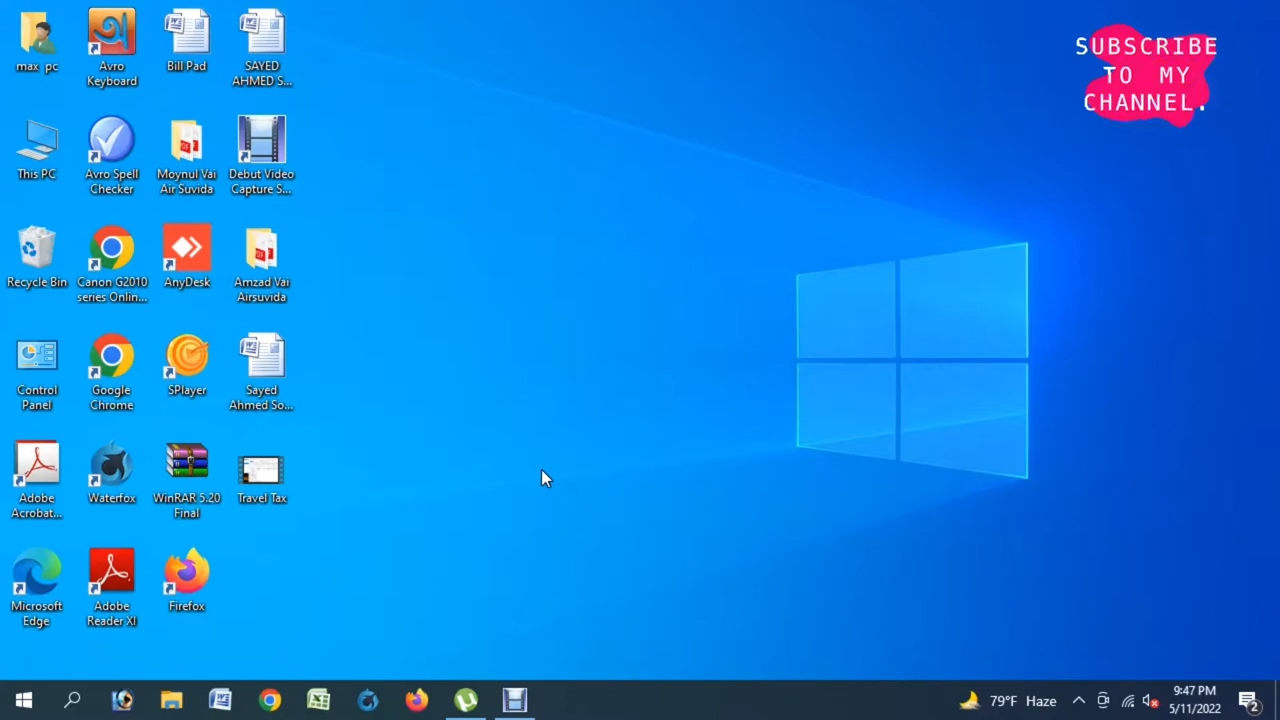 max pc
Avro
Keyboard
Bill Pad
SAYED
AHMED S...
SUBSCRIBE
TO MY
CHANNEL.
This PC
Avro Spell
Checker
Moynul Vai
Air Suvida
Debut Video
Capture S...
Recycle Bin
Canon G2010
series Onlin...
AnyDesk
Amzad Vai
Airsuvida
Control
Panel
Google
Chrome
SPlayer
Sayed
Ahmed So...
Adobe
Acrobat...
Waterfox
WinRAR 5.20
Final
Travel Tax
Microsoft
Edge
Adobe
Reader XI
Firefox
79°F Haze
9:47 PM
5/11/2022
2